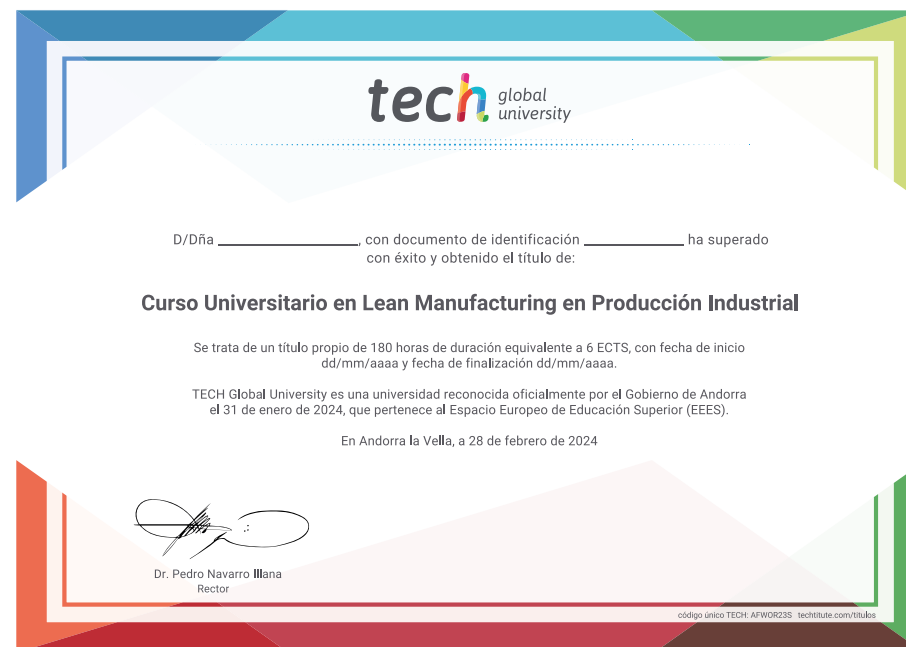 tech global university
D/Dña ____________________, con documento de identificación ______________ ha superado
con éxito y obtenido el título de:
Curso Universitario en Lean Manufacturing en Producción Industrial
Se trata de un título propio de 180 horas de duración equivalente a 6 ECTS, con fecha de inicio
dd/mm/aaaa y fecha de finalización dd/mm/aaaa.
TECH Global University es una universidad reconocida oficialmente por el Gobierno de Andorra
el 31 de enero de 2024, que pertenece al Espacio Europeo de Educación Superior (EEES).
En Andorra la Vella, a 28 de febrero de 2024
Dr. Pedro Navarro Illana
Rector
código único TECH: AFWOR23S techtitute.com/titulos